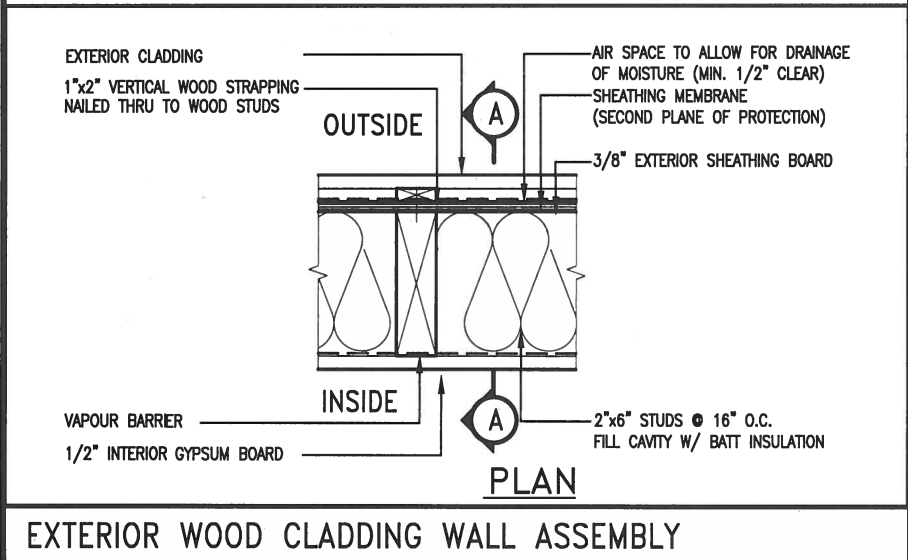 EXTERIOR CLADDING
1"x2" VERTICAL WOOD STRAPPING
NAILED THRU TO WOOD STUDS
OUTSIDE
A
AIR SPACE TO ALLOW FOR DRAINAGE
OF MOISTURE (MIN. 1/2" CLEAR)
SHEATHING MEMBRANE
(SECOND PLANE OF PROTECTION)
3/8" EXTERIOR SHEATHING BOARD
INSIDE
VAPOUR BARRIER
1/2" INTERIOR GYPSUM BOARD
A
2"x6" STUDS @ 16" O.C.
FILL CAVITY W/ BATT INSULATION
PLAN
EXTERIOR WOOD CLADDING WALL ASSEMBLY